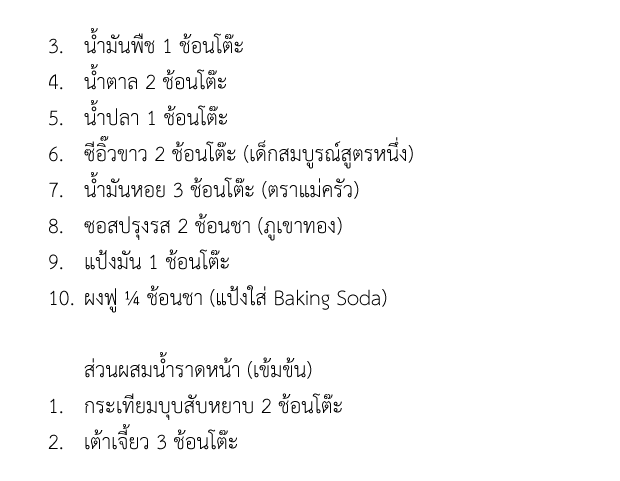 3. น้ำมันพืช 1 ช้อนโต๊ะ
4. น้ำตาล 2 ช้อนโต๊ะ
5. น้ำปลา 1 ช้อนโต๊ะ
6. ซีอิ๊วขาว 2 ช้อนโต๊ะ (เด็กสมบูรณ์สูตรหนึ่ง)
7. น้ำมันหอย 3 ช้อนโต๊ะ (ตราแม่ครัว)
8. ซอสปรุงรส 2 ช้อนชา (ภูเขาทอง)
9. แป้งมัน 1 ช้อนโต๊ะ
10. ผงฟู ¼ ช้อนชา (แป้งใส่ Baking Soda)
ส่วนผสมน้ำราดหน้า (เข้มข้น)
1. กระเทียมบุบสับหยาบ 2 ช้อนโต๊ะ
2. เต้าเจี้ยว 3 ช้อนโต๊ะ